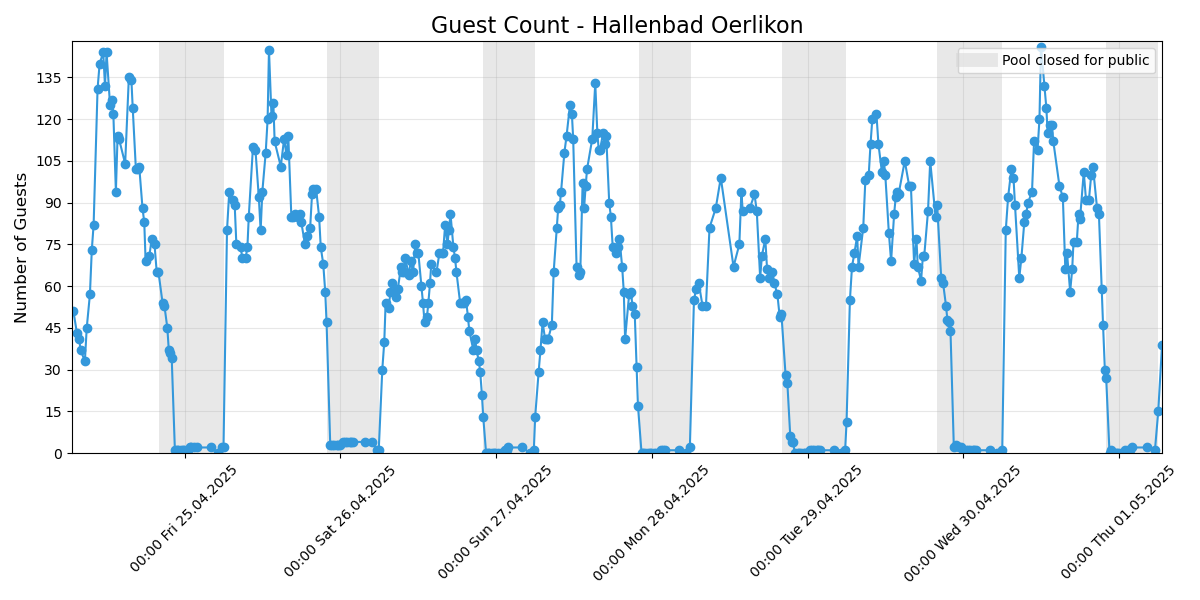 Guest Count - Hallenbad Oerlikon
Pool closed for public
Number of Guests
135
120
105
90
75
60
45
30
15
0
00:00 Fri 25.04.2025
00:00 Sat 26.04.2025
00:00 Sun 27.04.2025
00:00 Mon 28.04.2025
00:00 Tue 29.04.2025
00:00 Wed 30.04.2025
00:00 Thu 01.05.2025